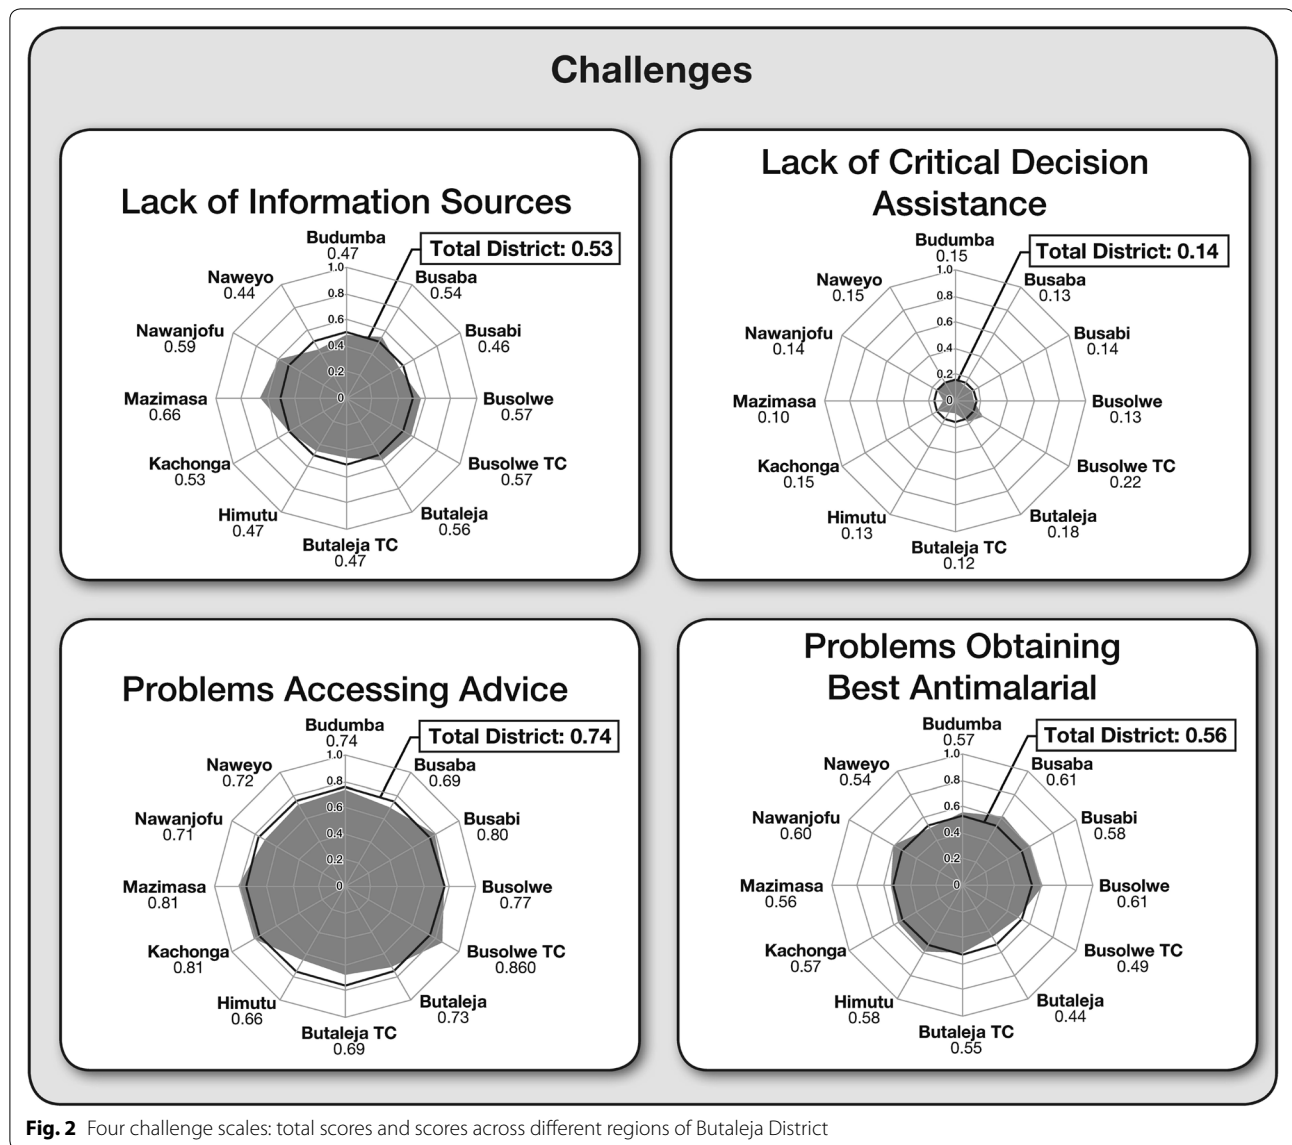 Challenges
Lack of Information Sources
Total District: 0.53
Budumba
0.47
Busaba
0.54
Busabi
0.46
Busolwe
0.57
Busolwe TC
0.57
Butaleja
0.56
Butaleja TC
0.47
Himutu
0.47
Kachonga
0.53
Mazimasa
0.66
Nawanjofu
0.59
Naweyo
0.44
1.0
0.8
0.6
0.4
0.2
0
Lack of Critical Decision
Assistance
Total District: 0.14
Budumba
0.15
Busaba
0.13
Busabi
0.14
Busolwe
0.13
Busolwe TC
0.22
Butaleja
0.18
Butaleja TC
0.12
Himutu
0.13
Kachonga
0.15
Mazimasa
0.10
Nawanjofu
0.14
Naweyo
0.15
1.0
0.8
0.6
0.4
0.2
0
Problems Accessing Advice
Total District: 0.74
Budumba
0.74
Busaba
0.69
Busabi
0.80
Busolwe
0.77
Busolwe TC
0.860
Butaleja
0.73
Butaleja TC
0.69
Himutu
0.66
Kachonga
0.81
Mazimasa
0.81
Nawanjofu
0.71
Naweyo
0.72
1.0
0.8
0.6
0.4
0.2
0
Problems Obtaining
Best Antimalarial
Total District: 0.56
Budumba
0.57
Busaba
0.61
Busabi
0.58
Busolwe
0.61
Busolwe TC
0.49
Butaleja
0.44
Butaleja TC
0.55
Himutu
0.58
Kachonga
0.57
Mazimasa
0.56
Nawanjofu
0.60
Naweyo
0.54
1.0
0.8
0.6
0.4
0.2
0
Fig. 2 Four challenge scales: total scores and scores across different regions of Butaleja District